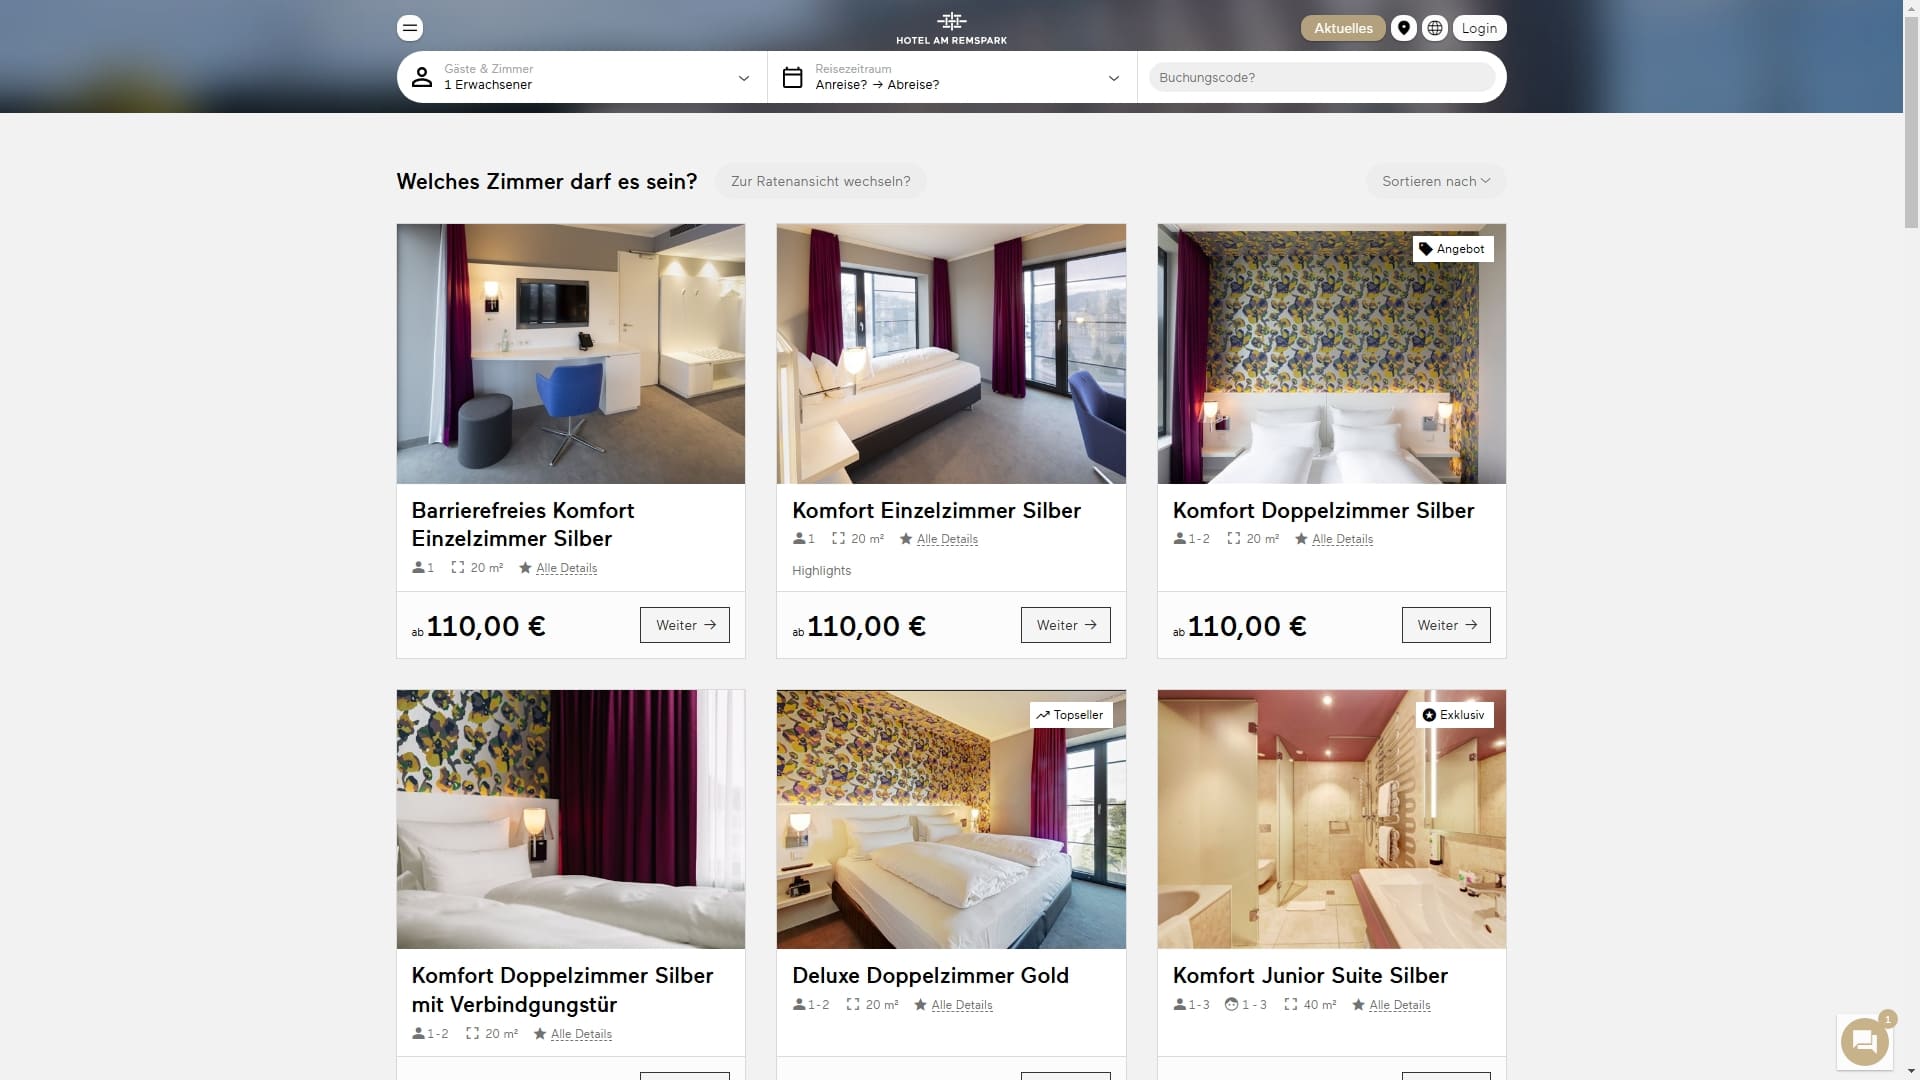 HOTEL AM REMSPARK
Aktuelles
Login
Gäste & Zimmer
1 Erwachsener
Reisezeitraum
Anreise? → Abreise?
Buchungscode?
Welches Zimmer darf es sein?
Zur Ratenansicht wechseln?
Sortieren nach
Angebot
Barrierefreies Komfort
Einzelzimmer Silber
1 20 m² Alle Details
ab 110,00 €
Weiter →
Komfort Einzelzimmer Silber
1 20 m² Alle Details
Highlights
ab 110,00 €
Weiter →
Komfort Doppelzimmer Silber
1-2 20 m² Alle Details
ab 110,00 €
Weiter →
Topseller
Exklusiv
Komfort Doppelzimmer Silber
mit Verbindgungstür
1-2 20 m² Alle Details
Deluxe Doppelzimmer Gold
1-2 20 m² Alle Details
Komfort Junior Suite Silber
1-3 1 - 3 40 m² Alle Details
1